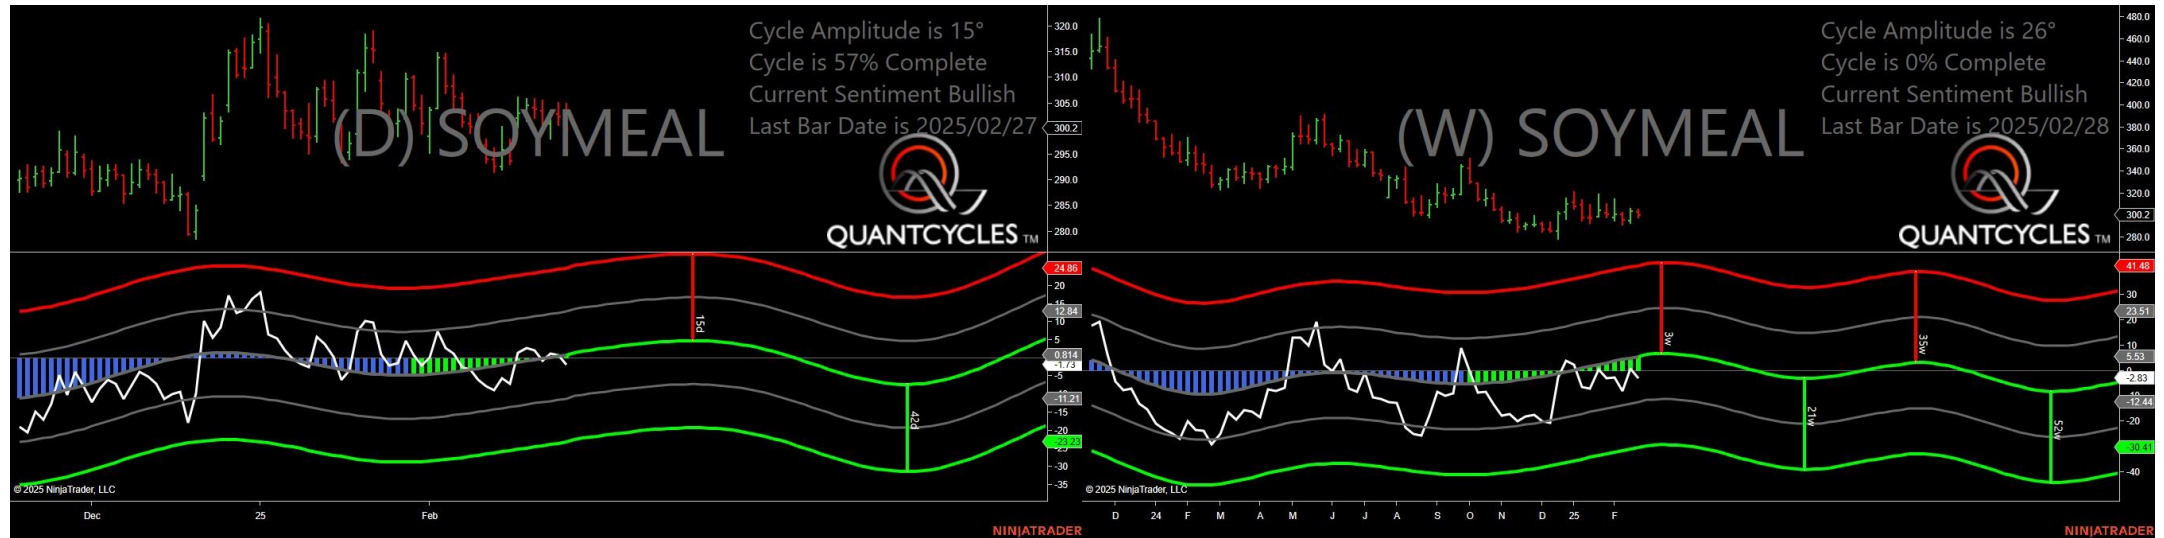 Cycle Amplitude is 15°
Cycle is 57% Complete
Current Sentiment Bullish
Last Bar Date is 2025/02/27
(D) SOYMEAL
QUANTCYCLES TM
320.0
315.0
310.0
305.0
300.2
295.0
290.0
285.0
280.0
24.86
20
15
12.84
10
5
0.814
-1.73
-5
-11.21
-15
-20
-23.23
-25
-30
-35
15d
42d
© 2025 NinjaTrader, LLC
Dec
25
Feb
NINJATRADER
Cycle Amplitude is 26°
Cycle is 0% Complete
Current Sentiment Bullish
Last Bar Date is 2025/02/28
(W) SOYMEAL
QUANTCYCLES TM
480.0
460.0
440.0
420.0
400.0
380.0
360.0
340.0
320.0
300.2
280.0
41.48
30
23.51
20
10
5.53
-2.83
-12.44
-20
-30.41
-40
3w
21w
35w
52w
© 2025 NinjaTrader, LLC
D
24
F
M
A
M
J
J
A
S
O
N
D
25
F
NINJATRADER